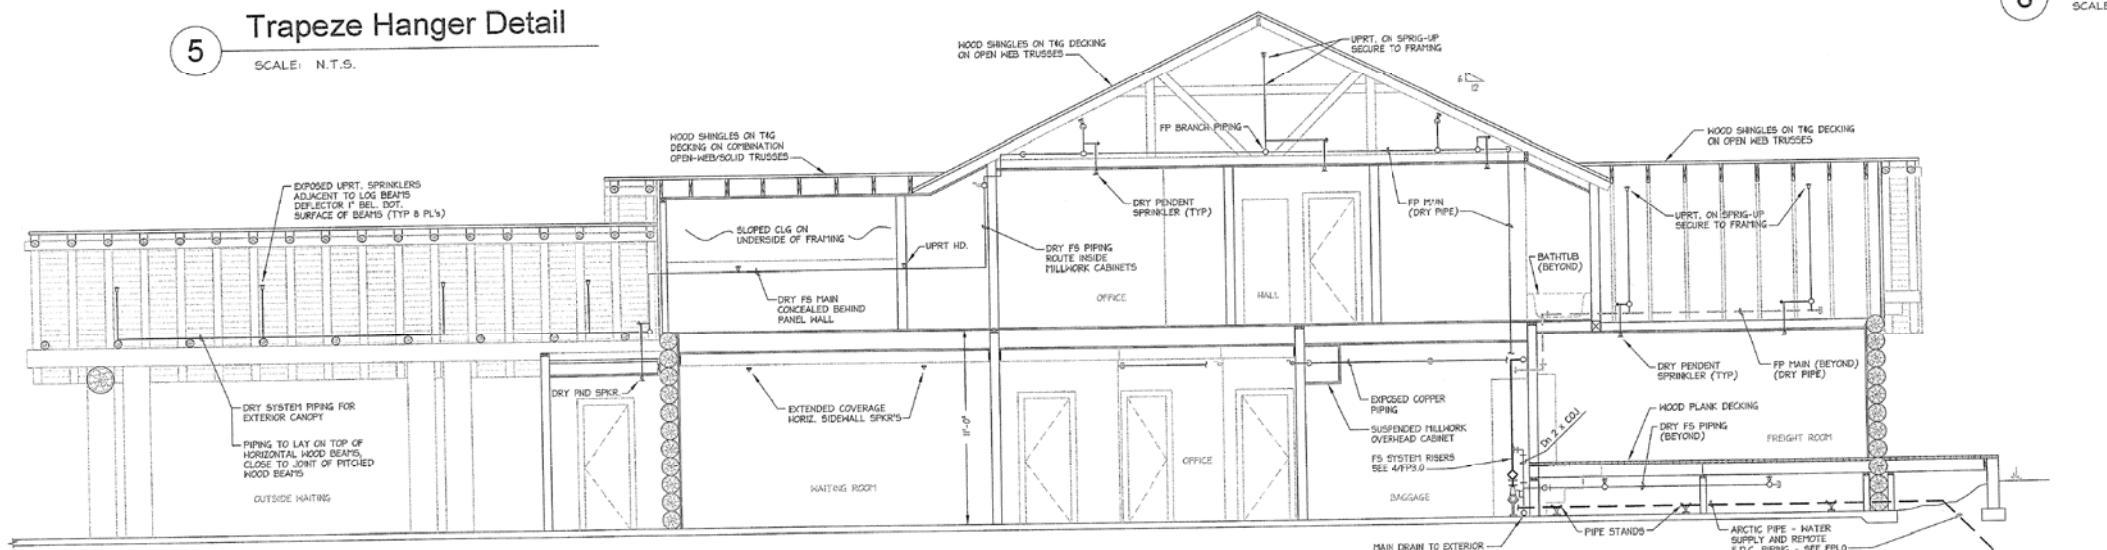 Trapeze Hanger Detail
5
SCALE: N.T.S.
SCALE
WOOD SHINGLES ON T&G DECKING
ON OPEN WEB TRUSSES
UPRT. ON SPRIG-UP
SECURE TO FRAMING
6
12
WOOD SHINGLES ON T&G
DECKING ON COMBINATION
OPEN-WEB/SOLID TRUSSES
FP BRANCH PIPING
WOOD SHINGLES ON T&G DECKING
ON OPEN WEB TRUSSES
EXPOSED UPRT. SPRINKLERS
ADJACENT TO LOG BEAMS
DEFLECTOR 1" BEL. BOT.
SURFACE OF BEAMS (TYP 8 PL's)
SLOPED CLG ON
UNDERSIDE OF FRAMING
UPRT HD.
DRY PENDENT
SPRINKLER (TYP)
FP MAIN
(DRY PIPE)
UPRT. ON SPRIG-UP
SECURE TO FRAMING
DRY FS PIPING
ROUTE INSIDE
MILLWORK CABINETS
BATHTUB
(BEYOND)
OFFICE
HALL
DRY FS MAIN
CONCEALED BEHIND
PANEL WALL
DRY PENDENT
SPRINKLER (TYP)
FP MAIN (BEYOND)
(DRY PIPE)
DRY PND SPKR
DRY SYSTEM PIPING FOR
EXTERIOR CANOPY
EXTENDED COVERAGE
HORIZ. SIDEWALL SPKR'S
11'-0"
EXPOSED COPPER
PIPING
SUSPENDED MILLWORK
OVERHEAD CABINET
WOOD PLANK DECKING
DRY FS PIPING
(BEYOND)
FREIGHT ROOM
PIPING TO LAY ON TOP OF
HORIZONTAL WOOD BEAMS,
CLOSE TO JOINT OF PITCHED
WOOD BEAMS
FS SYSTEM RISERS
SEE 4/FP3.0
OUTSIDE WAITING
WAITING ROOM
OFFICE
BAGGAGE
PIPE STANDS
MAIN DRAIN TO EXTERIOR
ARCTIC PIPE - WATER
SUPPLY AND REMOTE